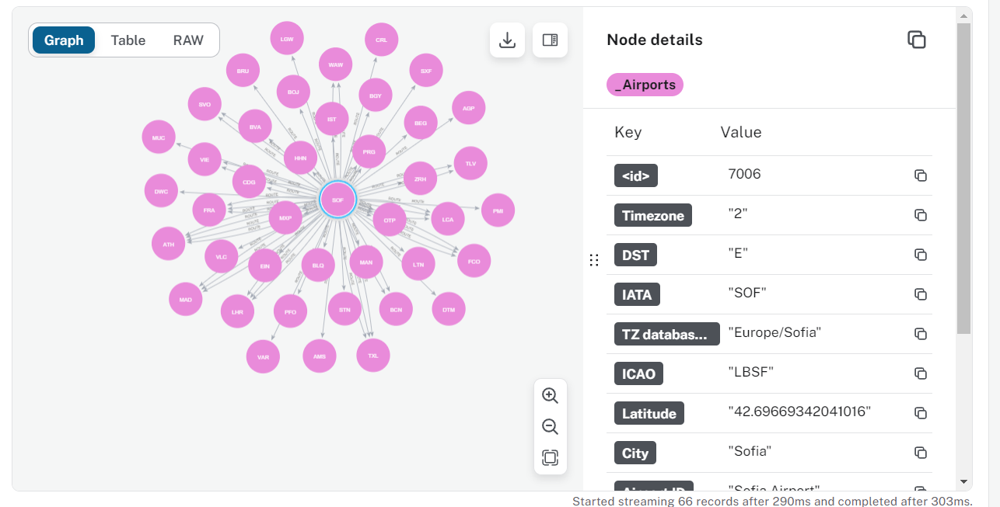 Graph Table RAW
LGW
CRL
WAW
BRU
SXF
BOJ
BGY
SVO
AGP
IST
BEG
BVA
MUC
PRG
HHN
VIE
TLV
CDG
ZRH
DWC
SOF
FRA
PMI
MXP
OTP
LCA
ATH
VLC
FCO
EIN
BLQ
MAN
LTN
MAD
LHR
PFO
STN
BCN
DTM
VAR
AMS
TXL
ROUTE
Node details
_Airports
Key Value
<id> 7006
Timezone "2"
DST "E"
IATA "SOF"
TZ databas... "Europe/Sofia"
ICAO "LBSF"
Latitude "42.69669342041016"
City "Sofia"
Airport ID "Sofia Airport"
Started streaming 66 records after 290ms and completed after 303ms.